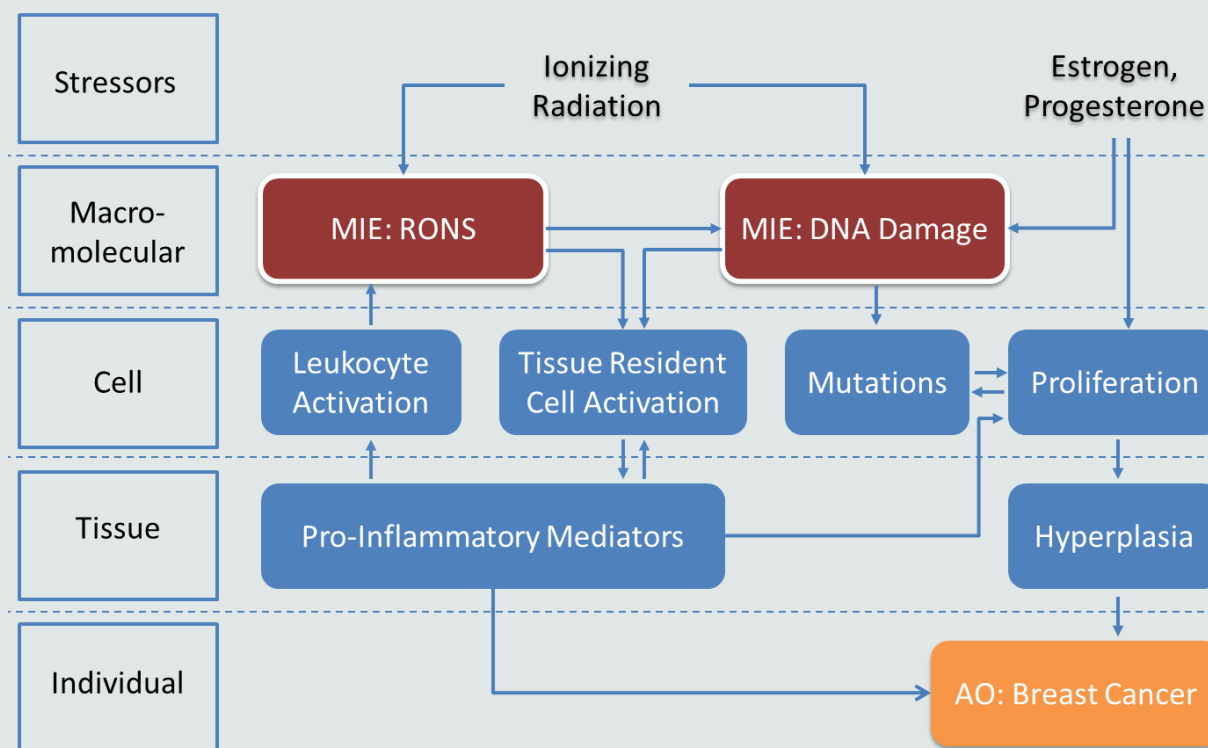 Stressors
Ionizing
Radiation
Estrogen,
Progesterone
Macro-
molecular
MIE: RONS
MIE: DNA Damage
Cell
Leukocyte
Activation
Tissue Resident
Cell Activation
Mutations
Proliferation
Tissue
Pro-Inflammatory Mediators
Hyperplasia
Individual
AO: Breast Cancer